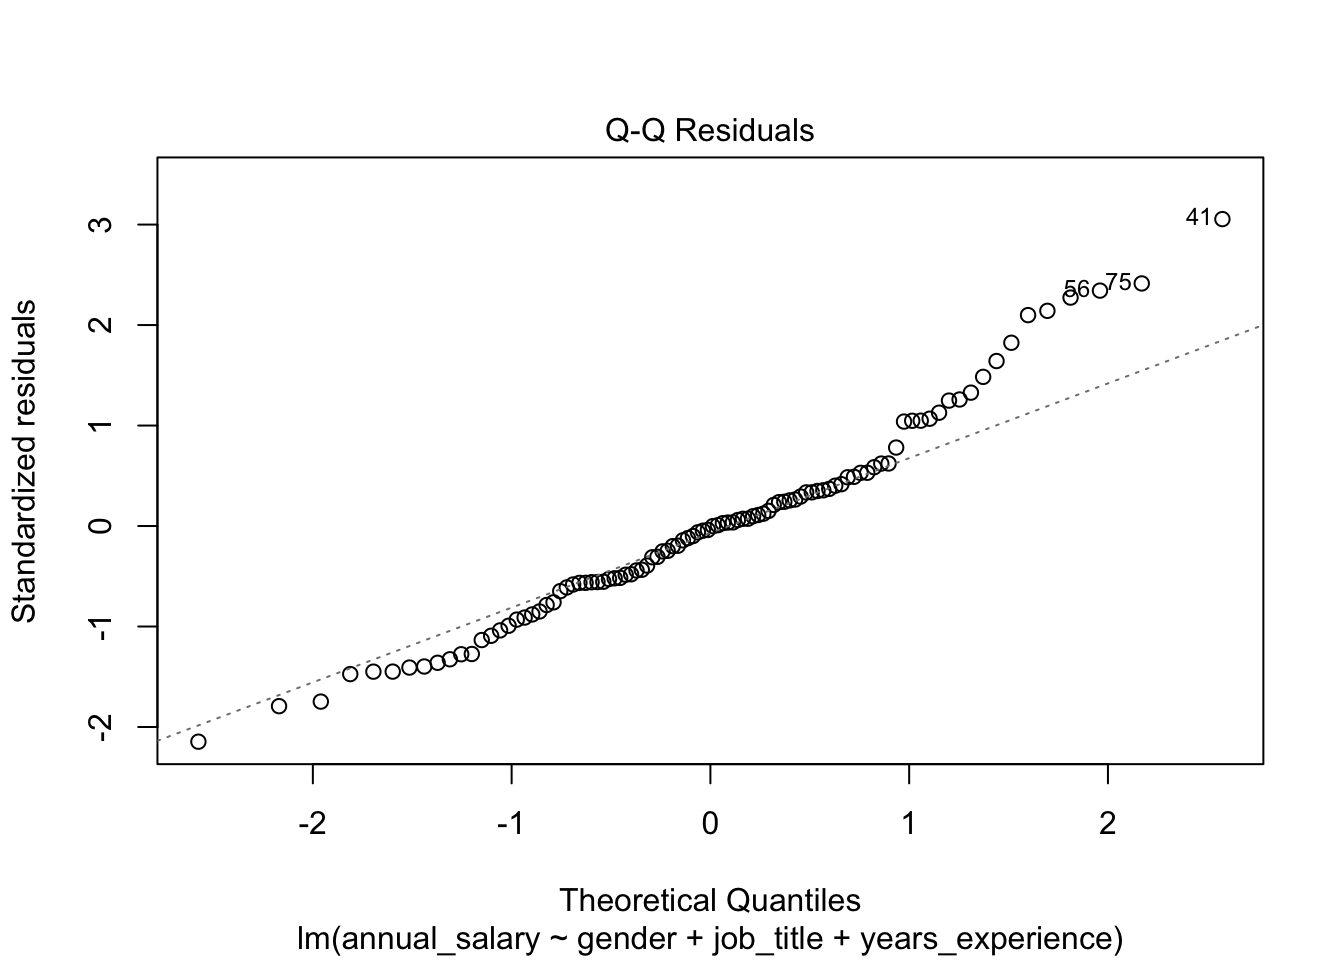 Q-Q Residuals
3
41
75
56
2
1
0
-1
-2
Standardized residuals
-2 -1 0 1 2
Theoretical Quantiles
lm(annual_salary ~ gender + job_title + years_experience)